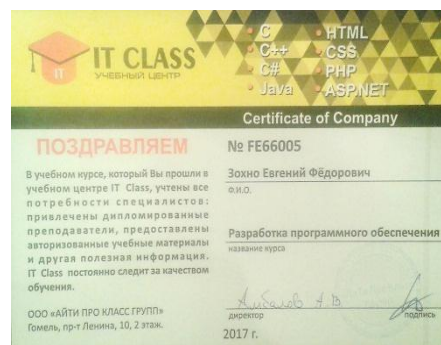 IT CLASS
УЧЕБНЫЙ ЦЕНТР
IT
• C
• C++
• C#
• Java
• HTML
• CSS
• PHP
• ASP.NET
Certificate of Company
ПОЗДРАВЛЯЕМ
В учебном курсе, который Вы прошли в
учебном центре IT Class, учтены все
потребности специалистов:
привлечены дипломированные
преподаватели, предоставлены
авторизованные учебные материалы
и другая полезная информация.
IT Class постоянно следит за качеством
обучения.
ООО «АЙТИ ПРО КЛАСС ГРУПП»
Гомель, пр-т Ленина, 10, 2 этаж.
№ FE66005
Зохно Евгений Фёдорович
Ф.И.О.
Разработка программного обеспечения
название курса
директор
подпись
2017 г.